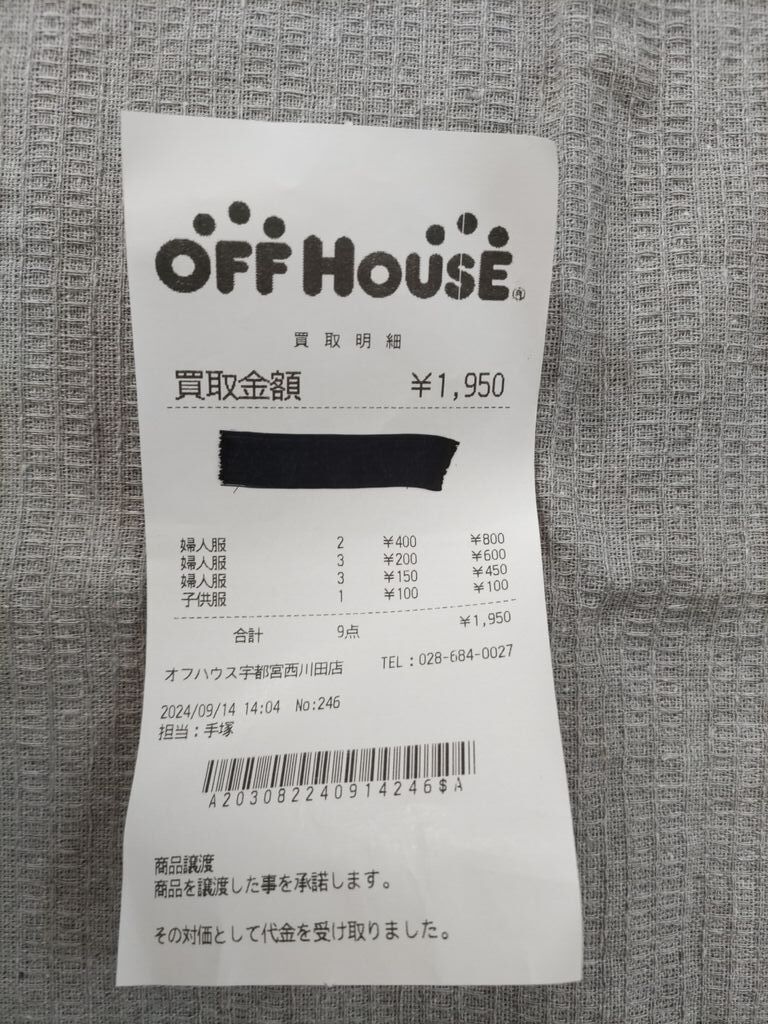 OFF HOUSE®
買取明細
買取金額 ¥1,950
婦人服 2 ¥400 ¥800
婦人服 3 ¥200 ¥600
婦人服 3 ¥150 ¥450
子供服 1 ¥100 ¥100
合計 9点 ¥1,950
オフハウス宇都宮西川田店 TEL:028-684-0027
2024/09/14 14:04 No:246
担当:手塚
A203082240914246$A
商品譲渡
商品を譲渡した事を承諾します。
その対価として代金を受け取りました。